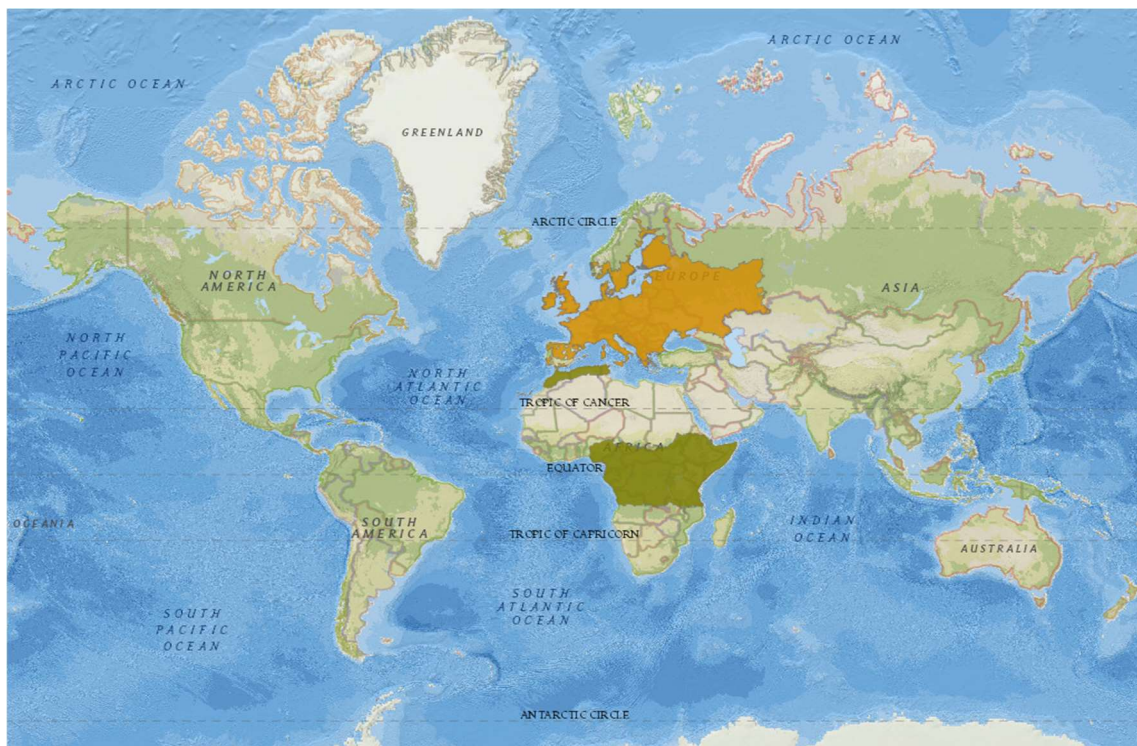 ARCTIC OCEAN
ARCTIC OCEAN
GREENLAND
ARCTIC CIRCLE
NORTH
AMERICA
EUROPE
ASIA
NORTH
PACIFIC
OCEAN
NORTH
ATLANTIC
OCEAN
TROPIC OF CANCER
AFRICA
EQUATOR
OCEANIA
SOUTH
AMERICA
TROPIC OF CAPRICORN
INDIAN
OCEAN
AUSTRALIA
SOUTH
ATLANTIC
OCEAN
SOUTH
PACIFIC
OCEAN
ANTARCTIC CIRCLE